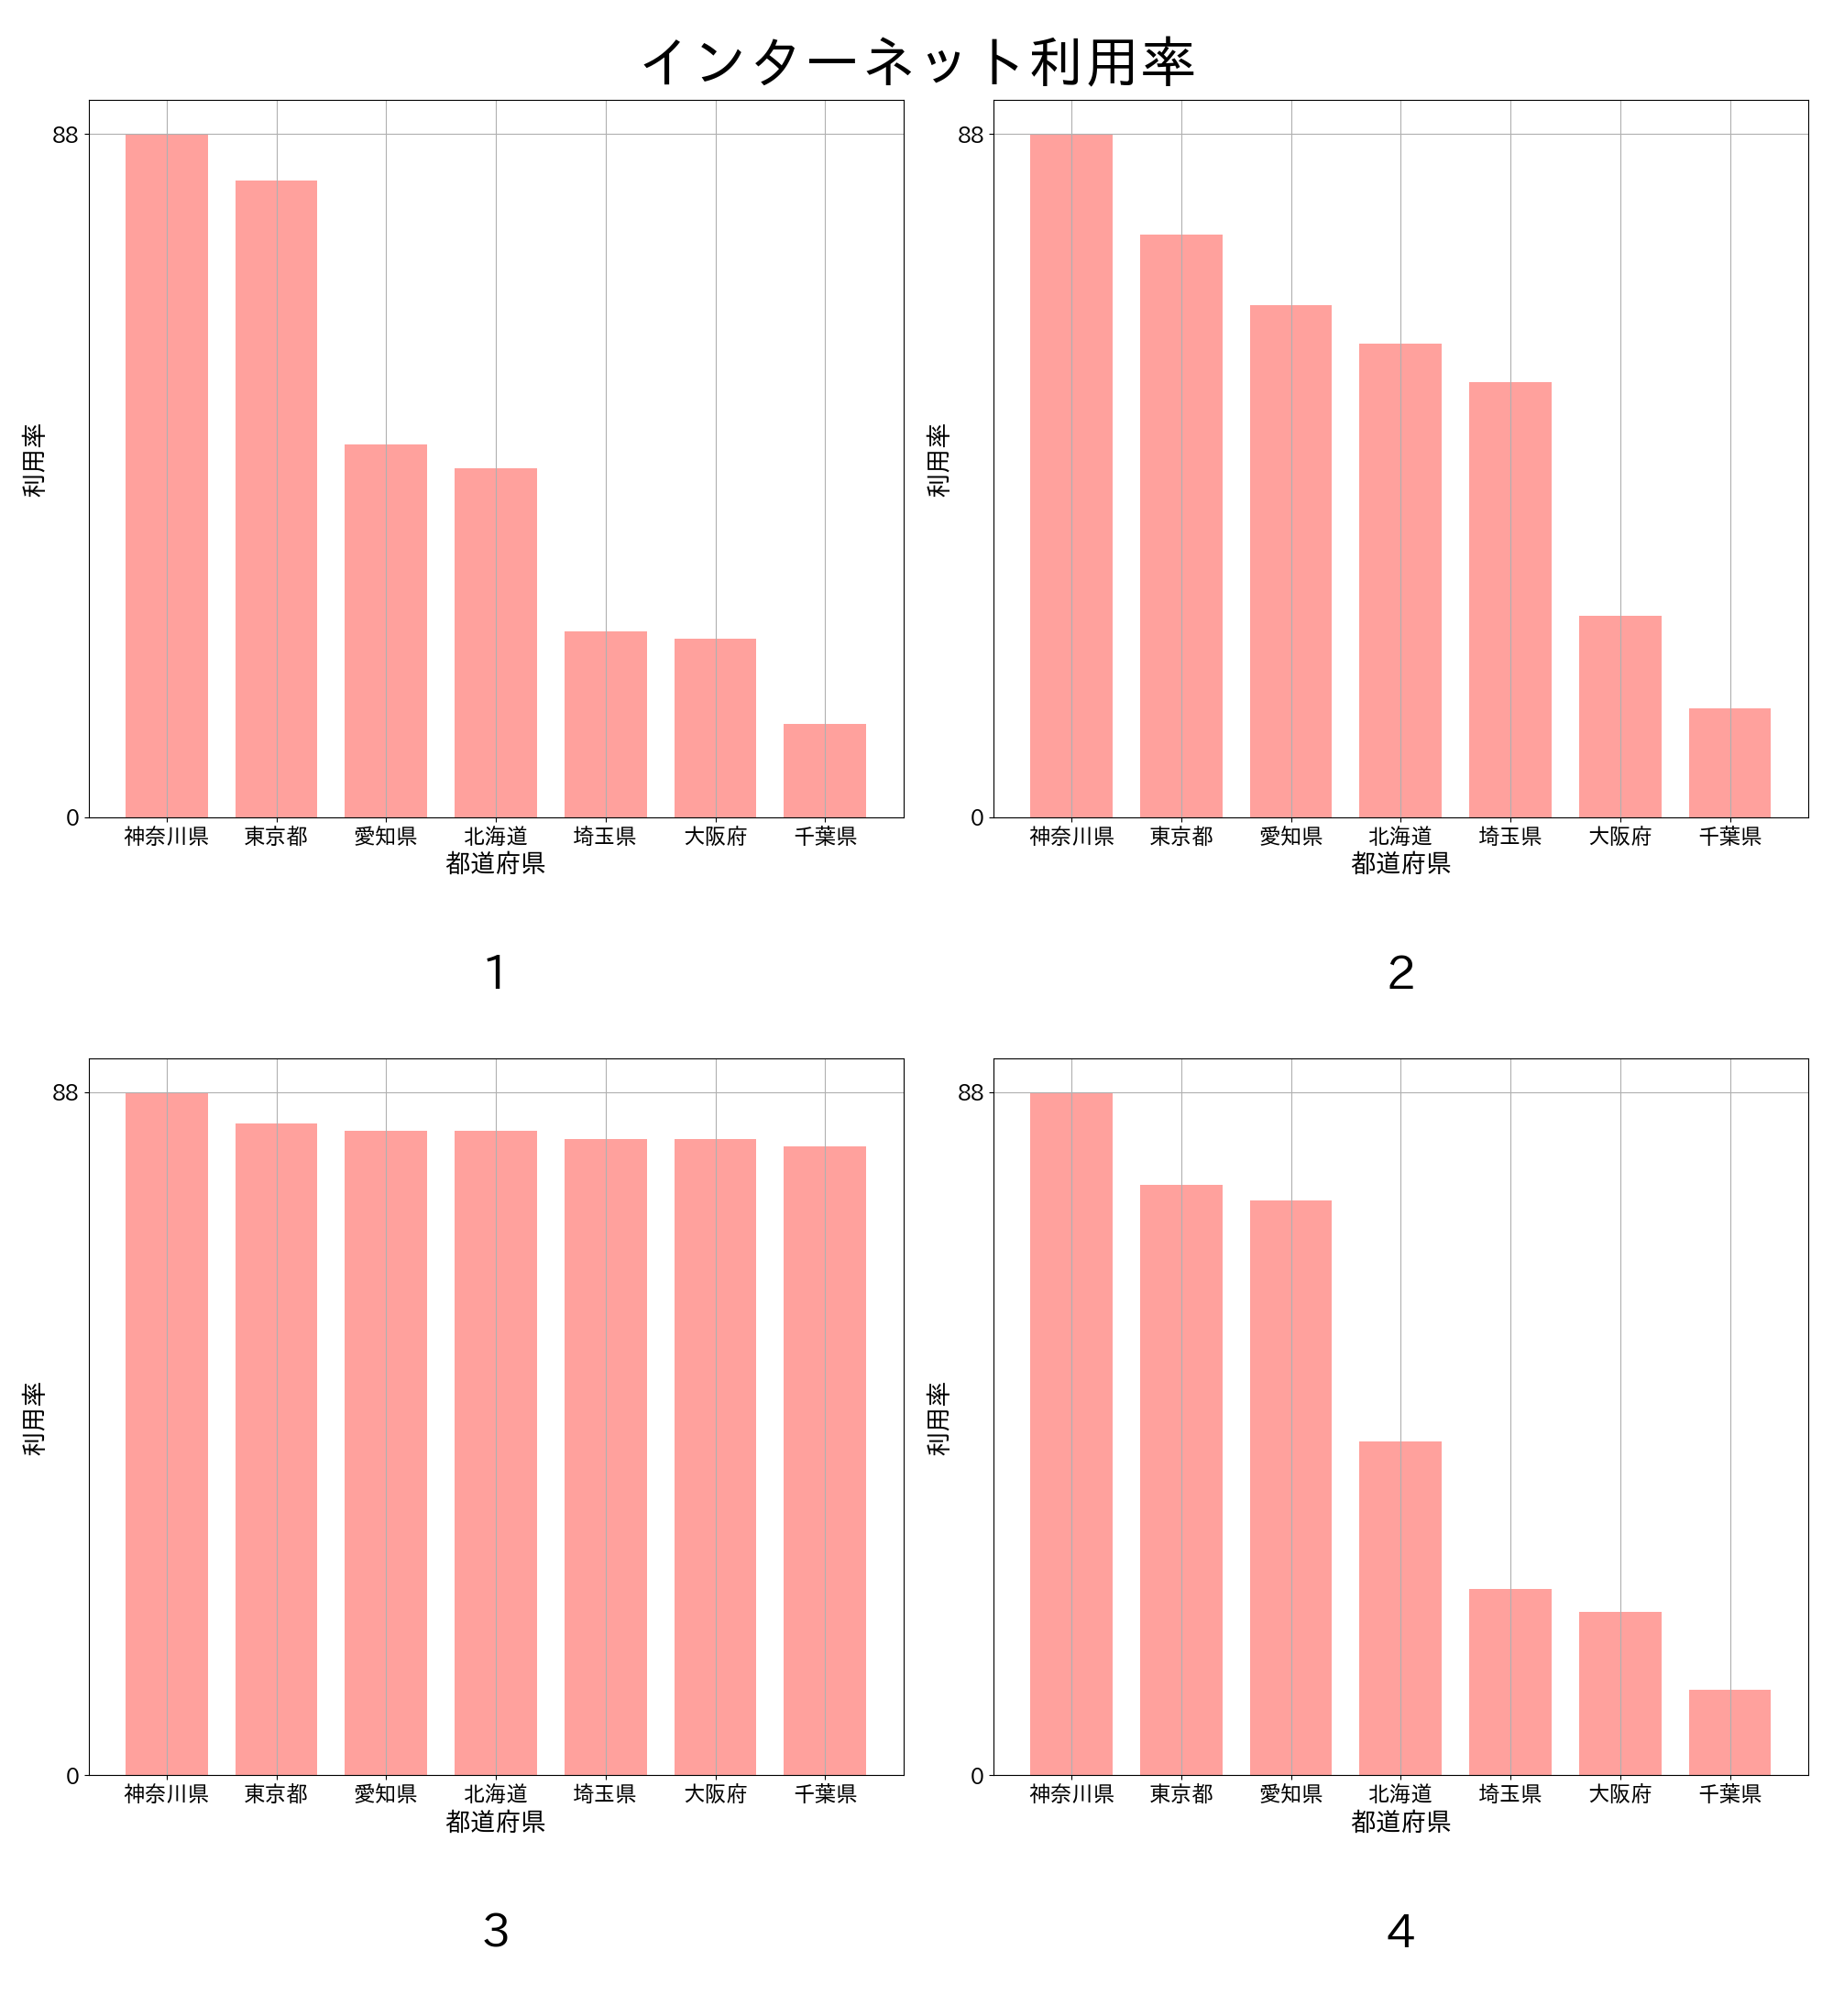 インターネット利用率
88
0
利用率
神奈川県 東京都 愛知県 北海道 埼玉県 大阪府 千葉県
都道府県
1
88
0
利用率
神奈川県 東京都 愛知県 北海道 埼玉県 大阪府 千葉県
都道府県
2
88
0
利用率
神奈川県 東京都 愛知県 北海道 埼玉県 大阪府 千葉県
都道府県
3
88
0
利用率
神奈川県 東京都 愛知県 北海道 埼玉県 大阪府 千葉県
都道府県
4